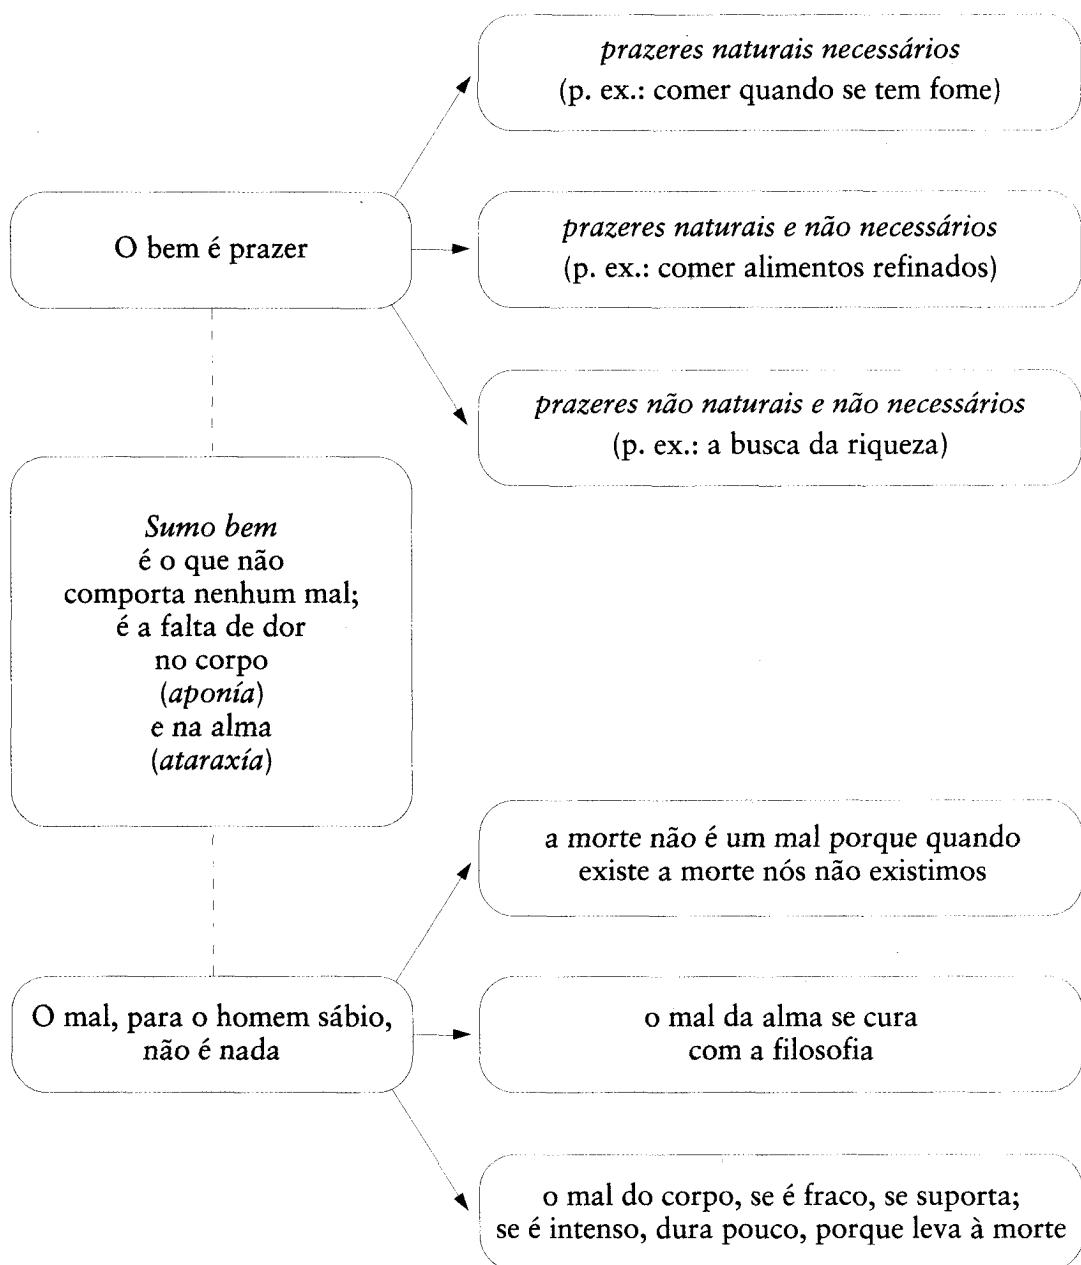 prazeres naturais necessários
(p. ex.: comer quando se tem fome)
O bem é prazer
prazeres naturais e não necessários
(p. ex.: comer alimentos refinados)
prazeres não naturais e não necessários
(p. ex.: a busca da riqueza)
Sumo bem
é o que não
comporta nenhum mal;
é a falta de dor
no corpo
(aponía)
e na alma
(ataraxía)
a morte não é um mal porque quando
existe a morte nós não existimos
O mal, para o homem sábio,
não é nada
o mal da alma se cura
com a filosofia
o mal do corpo, se é fraco, se suporta;
se é intenso, dura pouco, porque leva à morte